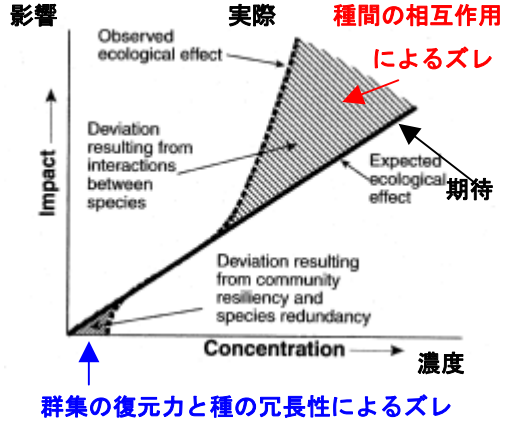 影響
実際
種間の相互作用
によるズレ
Observed
ecological effect
Deviation
resulting from
interactions
between
species
Impact
Expected
ecological
effect
期待
Deviation resulting
from community
resiliency and
species redundancy
Concentration
濃度
群集の復元力と種の冗長性によるズレ